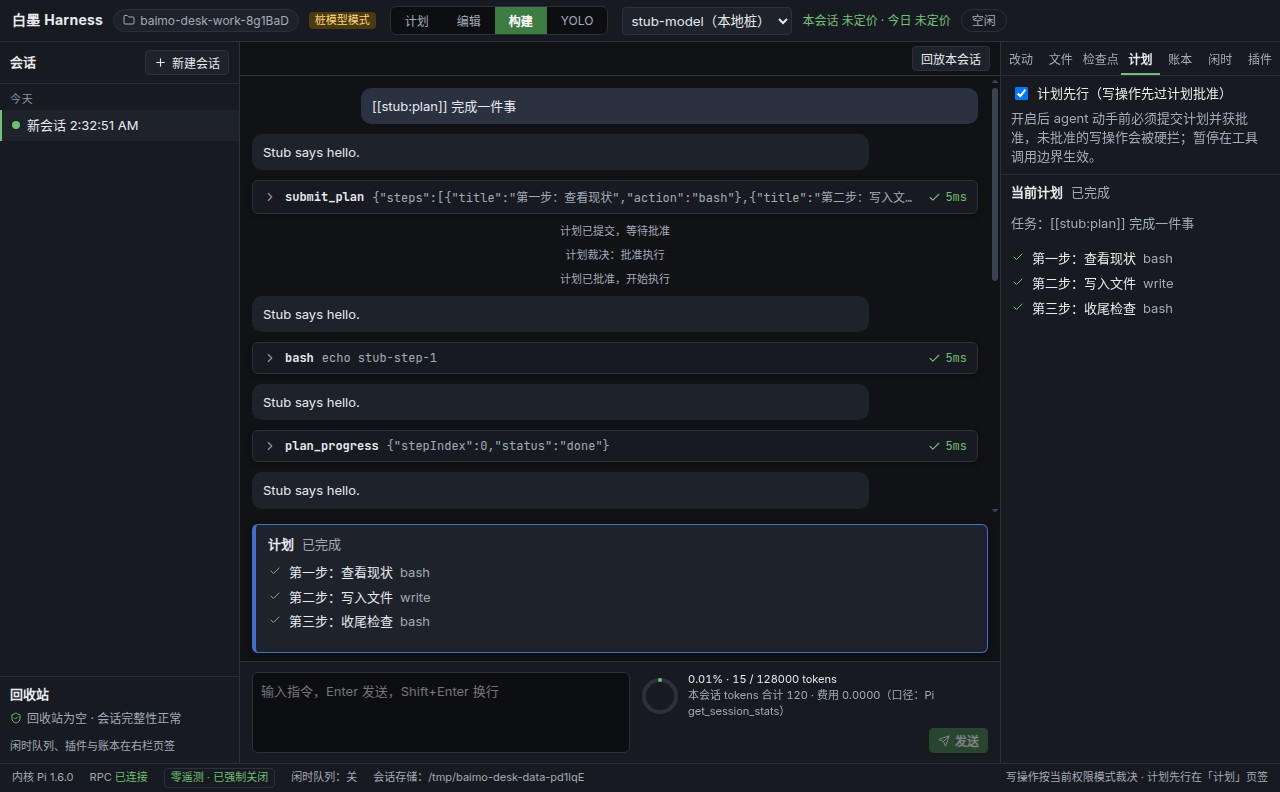 白墨 Harness
baimo-desk-work-8g1BaD
桩模型模式
计划 编辑 构建 YOLO
stub-model（本地桩）
本会话 未定价 · 今日 未定价
空闲
会话
新建会话
今天
新会话 2:32:51 AM
回收站
回收站为空 · 会话完整性正常
闲时队列、插件与账本在右栏页签
回放本会话
[[stub:plan]] 完成一件事
Stub says hello.
submit_plan {"steps":[{"title":"第一步：查看现状","action":"bash"},{"title":"第二步：写入文… 5ms
计划已提交，等待批准
计划裁决：批准执行
计划已批准，开始执行
Stub says hello.
bash echo stub-step-1 5ms
Stub says hello.
plan_progress {"stepIndex":0,"status":"done"} 5ms
Stub says hello.
计划 已完成
第一步：查看现状 bash
第二步：写入文件 write
第三步：收尾检查 bash
输入指令，Enter 发送，Shift+Enter 换行
0.01% · 15 / 128000 tokens
本会话 tokens 合计 120 · 费用 0.0000（口径：Pi
get_session_stats）
发送
改动 文件 检查点 计划 账本 闲时 插件
计划先行（写操作先过计划批准）
开启后 agent 动手前必须提交计划并获批
准，未批准的写操作会被硬拦；暂停在工具
调用边界生效。
当前计划 已完成
任务：[[stub:plan]] 完成一件事
第一步：查看现状 bash
第二步：写入文件 write
第三步：收尾检查 bash
内核 Pi 1.6.0
RPC 已连接
零遥测 · 已强制关闭
闲时队列：关
会话存储：/tmp/baimo-desk-data-pd1lqE
写操作按当前权限模式裁决 · 计划先行在「计划」页签